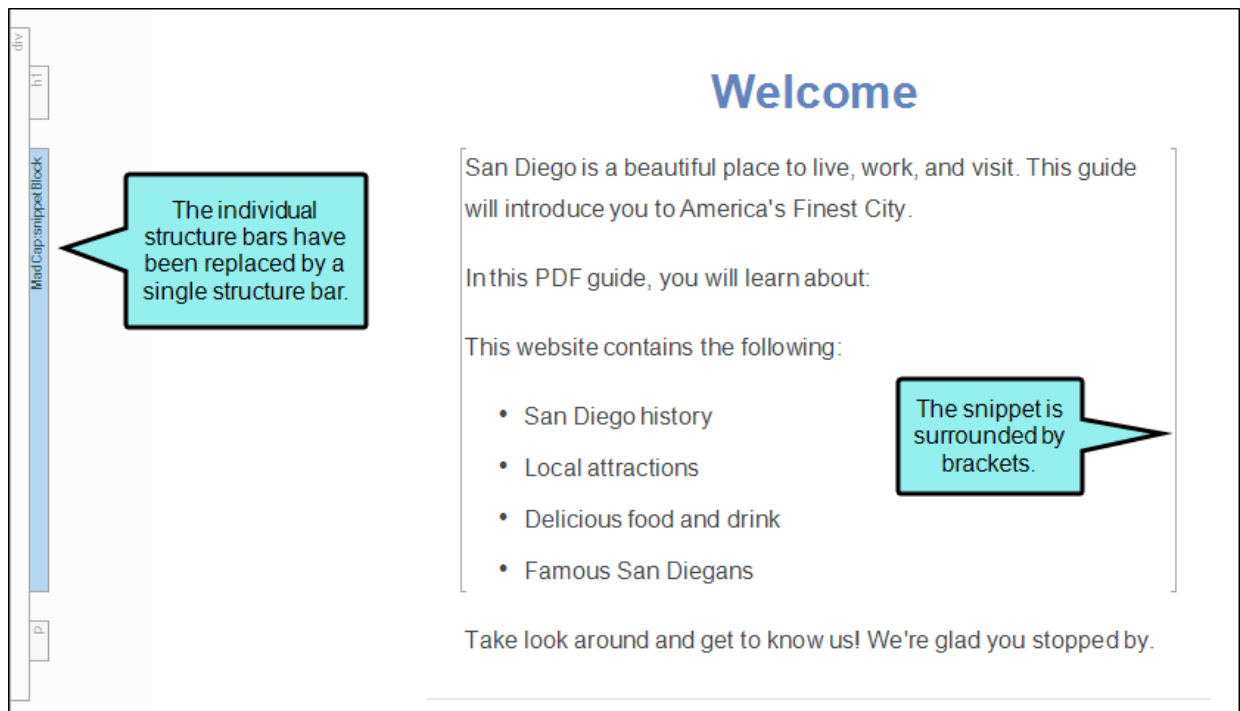 div
h1
Welcome
MadCap:snippetBlock
The individual
structure bars have
been replaced by a
single structure bar.
San Diego is a beautiful place to live, work, and visit. This guide
will introduce you to America's Finest City.
In this PDF guide, you will learn about:
This website contains the following:
• San Diego history
• Local attractions
• Delicious food and drink
• Famous San Diegans
The snippet is
surrounded by
brackets.
p
Take look around and get to know us! We're glad you stopped by.